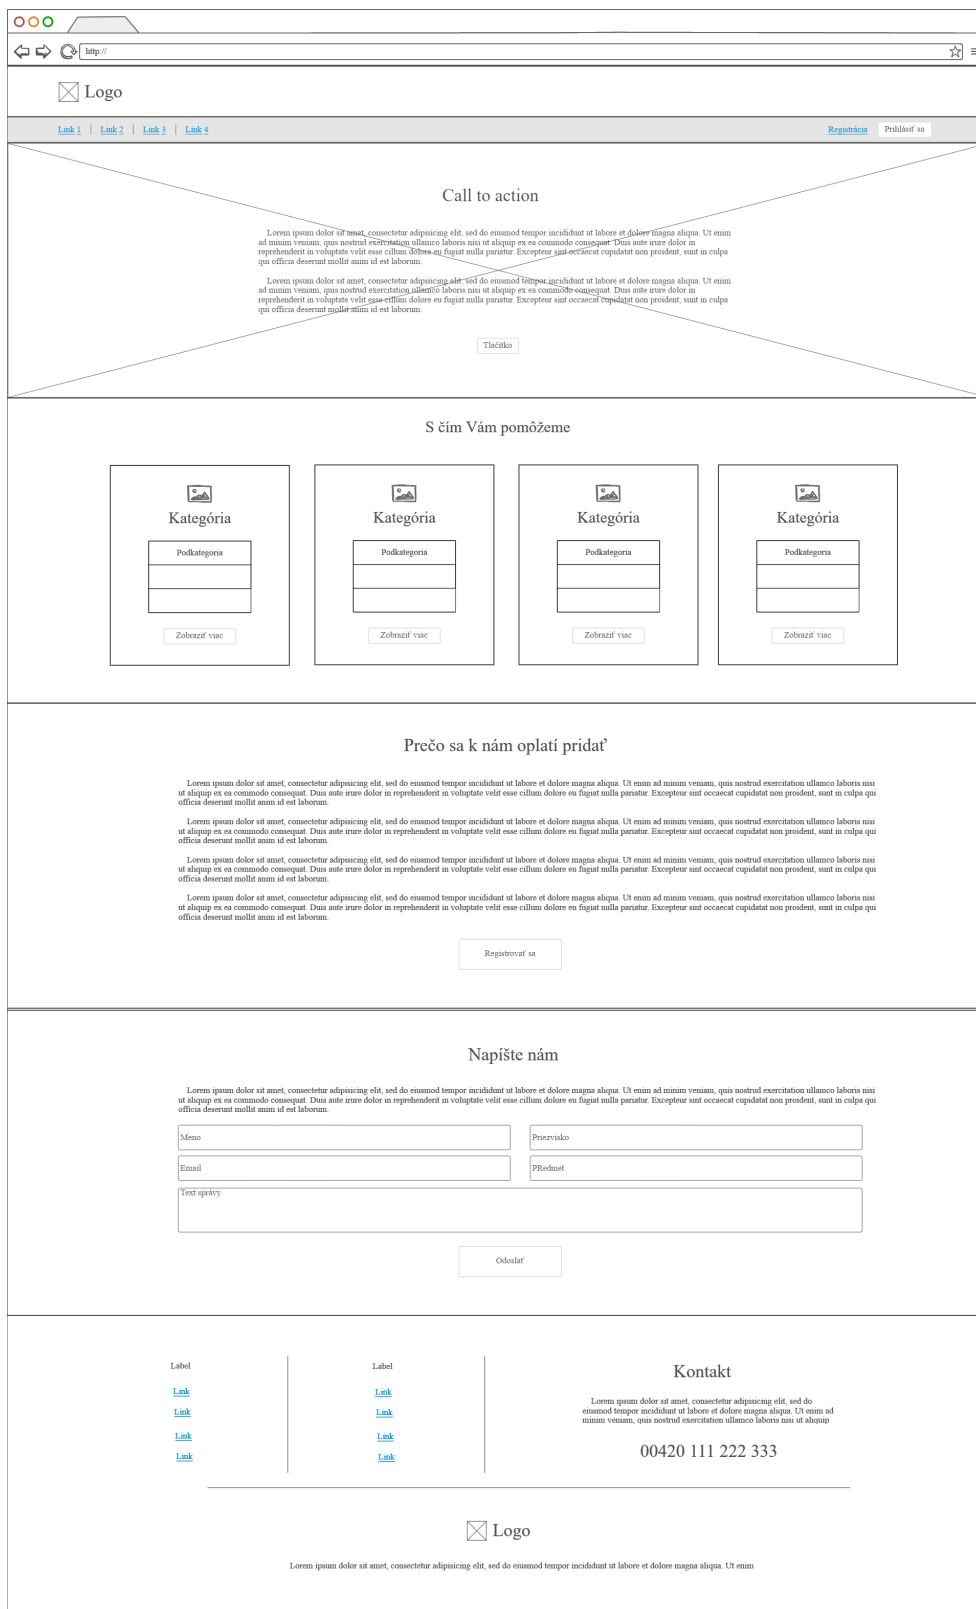 http://
Logo
Link 1 | Link 2 | Link 3 | Link 4
Registrácia
Prihlásiť sa
Call to action
Lorem ipsum dolor sit amet, consectetur adipisicing elit, sed do eiusmod tempor incididunt ut labore et dolore magna aliqua. Ut enim
ad minim veniam, quis nostrud exercitation ullamco laboris nisi ut aliquip ex ea commodo consequat. Duis aute irure dolor in
reprehenderit in voluptate velit esse cillum dolore eu fugiat nulla pariatur. Excepteur sint occaecat cupidatat non proident, sunt in culpa
qui officia deserunt mollit anim id est laborum.
Lorem ipsum dolor sit amet, consectetur adipisicing elit, sed do eiusmod tempor incididunt ut labore et dolore magna aliqua. Ut enim
ad minim veniam, quis nostrud exercitation ullamco laboris nisi ut aliquip ex ea commodo consequat. Duis aute irure dolor in
reprehenderit in voluptate velit esse cillum dolore eu fugiat nulla pariatur. Excepteur sint occaecat cupidatat non proident, sunt in culpa
qui officia deserunt mollit anim id est laborum.
Tlačítko
S čím Vám pomôžeme
Kategória
Podkategoria
Zobraziť viac
Kategória
Podkategoria
Zobraziť viac
Kategória
Podkategoria
Zobraziť viac
Kategória
Podkategoria
Zobraziť viac
Prečo sa k nám oplatí pridať
Lorem ipsum dolor sit amet, consectetur adipisicing elit, sed do eiusmod tempor incididunt ut labore et dolore magna aliqua. Ut enim ad minim veniam, quis nostrud exercitation ullamco laboris nisi
ut aliquip ex ea commodo consequat. Duis aute irure dolor in reprehenderit in voluptate velit esse cillum dolore eu fugiat nulla pariatur. Excepteur sint occaecat cupidatat non proident, sunt in culpa qui
officia deserunt mollit anim id est laborum.
Lorem ipsum dolor sit amet, consectetur adipisicing elit, sed do eiusmod tempor incididunt ut labore et dolore magna aliqua. Ut enim ad minim veniam, quis nostrud exercitation ullamco laboris nisi
ut aliquip ex ea commodo consequat. Duis aute irure dolor in reprehenderit in voluptate velit esse cillum dolore eu fugiat nulla pariatur. Excepteur sint occaecat cupidatat non proident, sunt in culpa qui
officia deserunt mollit anim id est laborum.
Lorem ipsum dolor sit amet, consectetur adipisicing elit, sed do eiusmod tempor incididunt ut labore et dolore magna aliqua. Ut enim ad minim veniam, quis nostrud exercitation ullamco laboris nisi
ut aliquip ex ea commodo consequat. Duis aute irure dolor in reprehenderit in voluptate velit esse cillum dolore eu fugiat nulla pariatur. Excepteur sint occaecat cupidatat non proident, sunt in culpa qui
officia deserunt mollit anim id est laborum.
Lorem ipsum dolor sit amet, consectetur adipisicing elit, sed do eiusmod tempor incididunt ut labore et dolore magna aliqua. Ut enim ad minim veniam, quis nostrud exercitation ullamco laboris nisi
ut aliquip ex ea commodo consequat. Duis aute irure dolor in reprehenderit in voluptate velit esse cillum dolore eu fugiat nulla pariatur. Excepteur sint occaecat cupidatat non proident, sunt in culpa qui
officia deserunt mollit anim id est laborum.
Registrovať sa
Napíšte nám
Lorem ipsum dolor sit amet, consectetur adipisicing elit, sed do eiusmod tempor incididunt ut labore et dolore magna aliqua. Ut enim ad minim veniam, quis nostrud exercitation ullamco laboris nisi
ut aliquip ex ea commodo consequat. Duis aute irure dolor in reprehenderit in voluptate velit esse cillum dolore eu fugiat nulla pariatur. Excepteur sint occaecat cupidatat non proident, sunt in culpa qui
officia deserunt mollit anim id est laborum.
Meno
Priezvisko
Email
PRedmet
Text správy
Odoslať
Label
Link
Link
Link
Link
Label
Link
Link
Link
Link
Kontakt
Lorem ipsum dolor sit amet, consectetur adipisicing elit, sed do
eiusmod tempor incididunt ut labore et dolore magna aliqua. Ut enim ad
minim veniam, quis nostrud exercitation ullamco laboris nisi ut aliquip
00420 111 222 333
Logo
Lorem ipsum dolor sit amet, consectetur adipisicing elit, sed do eiusmod tempor incididunt ut labore et dolore magna aliqua. Ut enim